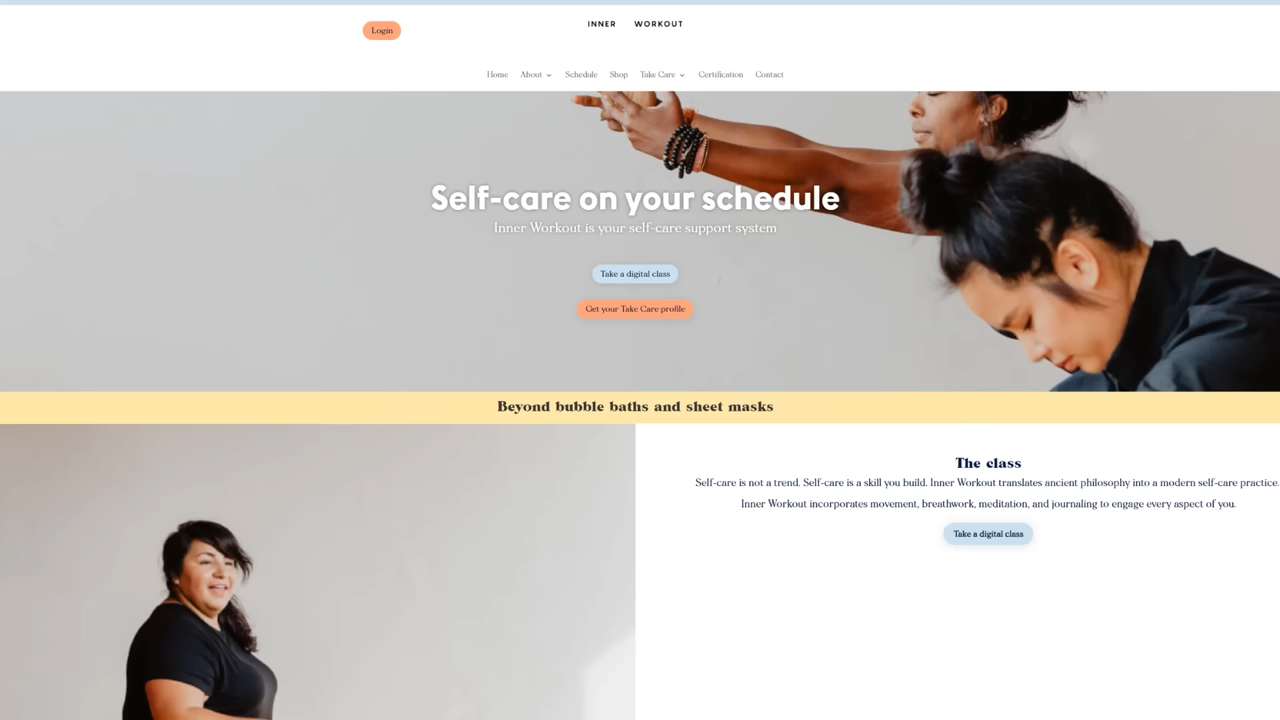 Login
INNER WORKOUT
Home About Schedule Shop Take Care Certification Contact
Self-care on your schedule
Inner Workout is your self-care support system
Take a digital class
Get your Take Care profile
Beyond bubble baths and sheet masks
The class
Self-care is not a trend. Self-care is a skill you build. Inner Workout translates ancient philosophy into a modern self-care practice.
Inner Workout incorporates movement, breathwork, meditation, and journaling to engage every aspect of you.
Take a digital class